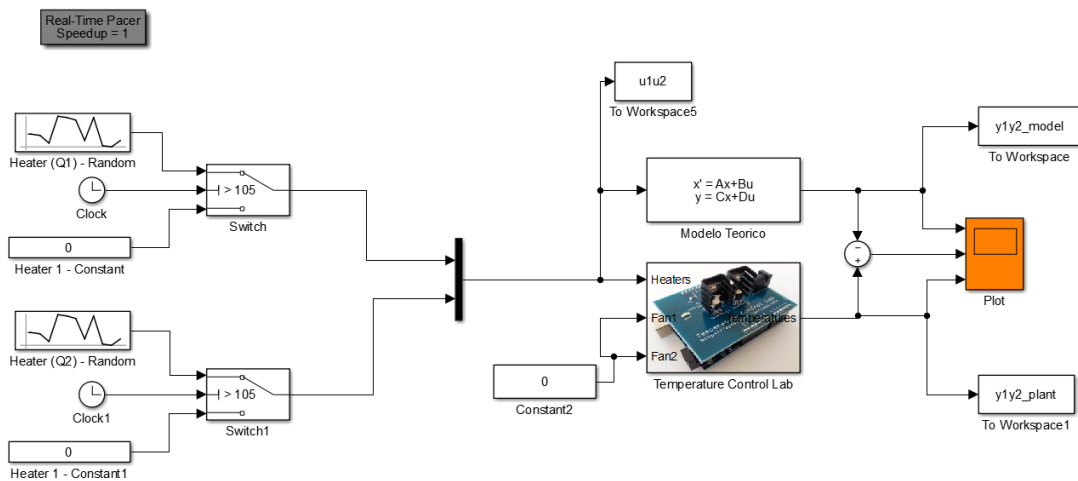 Real-Time Pacer
Speedup = 1
u1u2
To Workspace5
Heater (Q1) - Random
> 105
Clock
Switch
0
Heater 1 - Constant
x' = Ax+Bu
y = Cx+Du
Modelo Teorico
y1y2_model
To Workspace
−
+
Plot
Heaters
Fan1
Fan2
Temperatures
Temperature Control Lab
0
Constant2
Heater (Q2) - Random
> 105
Clock1
Switch1
0
Heater 1 - Constant1
y1y2_plant
To Workspace1